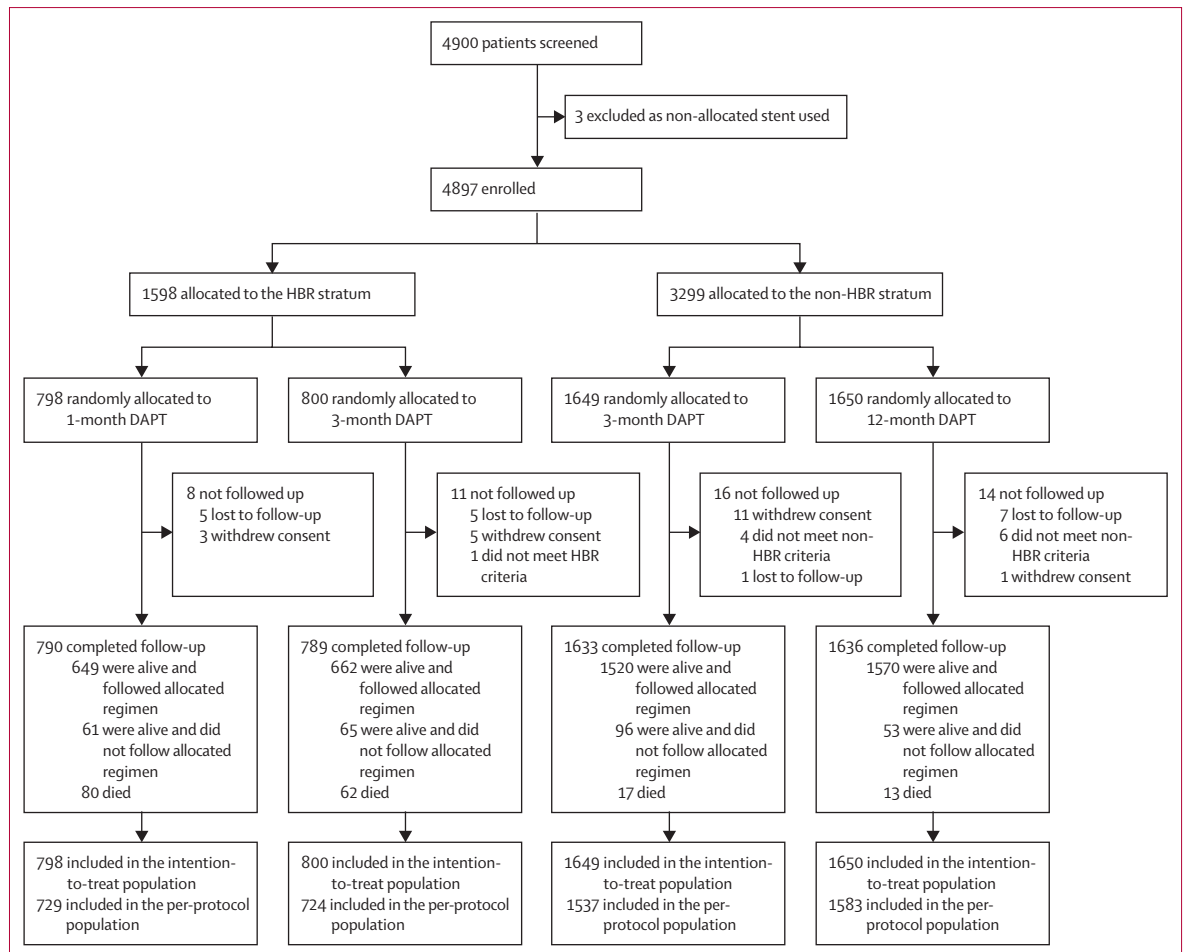 4900 patients screened
3 excluded as non-allocated stent used
4897 enrolled
1598 allocated to the HBR stratum
3299 allocated to the non-HBR stratum
798 randomly allocated to
1-month DAPT
800 randomly allocated to
3-month DAPT
1649 randomly allocated to
3-month DAPT
1650 randomly allocated to
12-month DAPT
8 not followed up
5 lost to follow-up
3 withdrew consent
11 not followed up
5 lost to follow-up
5 withdrew consent
1 did not meet HBR
criteria
16 not followed up
11 withdrew consent
4 did not meet non-
HBR criteria
1 lost to follow-up
14 not followed up
7 lost to follow-up
6 did not meet non-
HBR criteria
1 withdrew consent
790 completed follow-up
649 were alive and
followed allocated
regimen
61 were alive and did
not follow allocated
regimen
80 died
789 completed follow-up
662 were alive and
followed allocated
regimen
65 were alive and did
not follow allocated
regimen
62 died
1633 completed follow-up
1520 were alive and
followed allocated
regimen
96 were alive and did
not follow allocated
regimen
17 died
1636 completed follow-up
1570 were alive and
followed allocated
regimen
53 were alive and did
not follow allocated
regimen
13 died
798 included in the intention-
to-treat population
729 included in the per-protocol
population
800 included in the intention-
to-treat population
724 included in the per-protocol
population
1649 included in the intention-
to-treat population
1537 included in the per-
protocol population
1650 included in the intention-
to-treat population
1583 included in the per-
protocol population